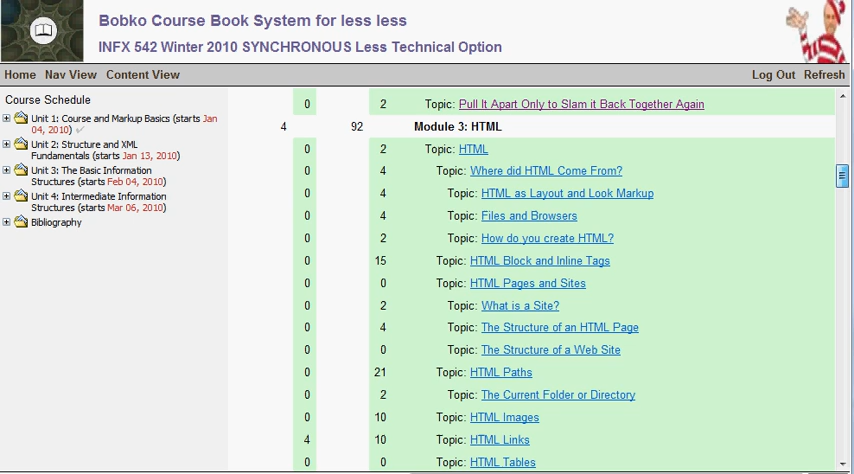 Bobko Course Book System for less less
INFX 542 Winter 2010 SYNCHRONOUS Less Technical Option
Home Nav View Content View Log Out Refresh
Course Schedule
Unit 1: Course and Markup Basics (starts Jan
04, 2010)
Unit 2: Structure and XML
Fundamentals (starts Jan 13, 2010)
Unit 3: The Basic Information
Structures (starts Feb 04, 2010)
Unit 4: Intermediate Information
Structures (starts Mar 06, 2010)
Bibliography
0 2 Topic: Pull It Apart Only to Slam it Back Together Again
4 92 Module 3: HTML
0 2 Topic: HTML
0 4 Topic: Where did HTML Come From?
0 4 Topic: HTML as Layout and Look Markup
0 4 Topic: Files and Browsers
0 2 Topic: How do you create HTML?
0 15 Topic: HTML Block and Inline Tags
0 0 Topic: HTML Pages and Sites
0 2 Topic: What is a Site?
0 4 Topic: The Structure of an HTML Page
0 0 Topic: The Structure of a Web Site
0 21 Topic: HTML Paths
0 2 Topic: The Current Folder or Directory
0 10 Topic: HTML Images
4 10 Topic: HTML Links
0 0 Topic: HTML Tables